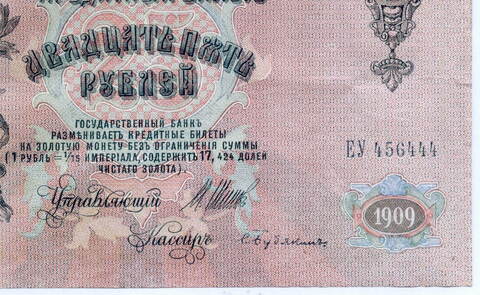 ДВАДЦАТЬ ПЯТЬ
РУБЛЕЙ
ГОСУДАРСТВЕННЫЙ БАНКЪ
РАЗМѢНИВАЕТЪ КРЕДИТНЫЕ БИЛЕТЫ
НА ЗОЛОТУЮ МОНЕТУ БЕЗЪ ОГРАНИЧЕНІЯ СУММЫ
(1 РУБЛЬ = 1/15 ИМПЕРІАЛА, СОДЕРЖИТЪ 17, 424 ДОЛЕЙ
ЧИСТАГО ЗОЛОТА).
ЕУ 456444
Управляющій
1909
Кассиръ